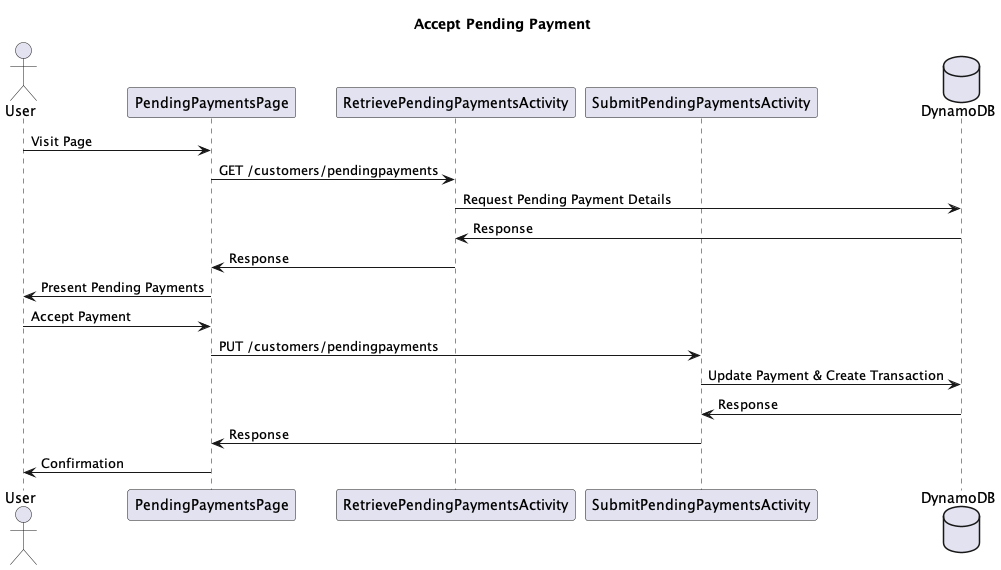 Accept Pending Payment
User
PendingPaymentsPage
RetrievePendingPaymentsActivity
SubmitPendingPaymentsActivity
DynamoDB
Visit Page
GET /customers/pendingpayments
Request Pending Payment Details
Response
Response
Present Pending Payments
Accept Payment
PUT /customers/pendingpayments
Update Payment & Create Transaction
Response
Response
Confirmation
User
PendingPaymentsPage
RetrievePendingPaymentsActivity
SubmitPendingPaymentsActivity
DynamoDB